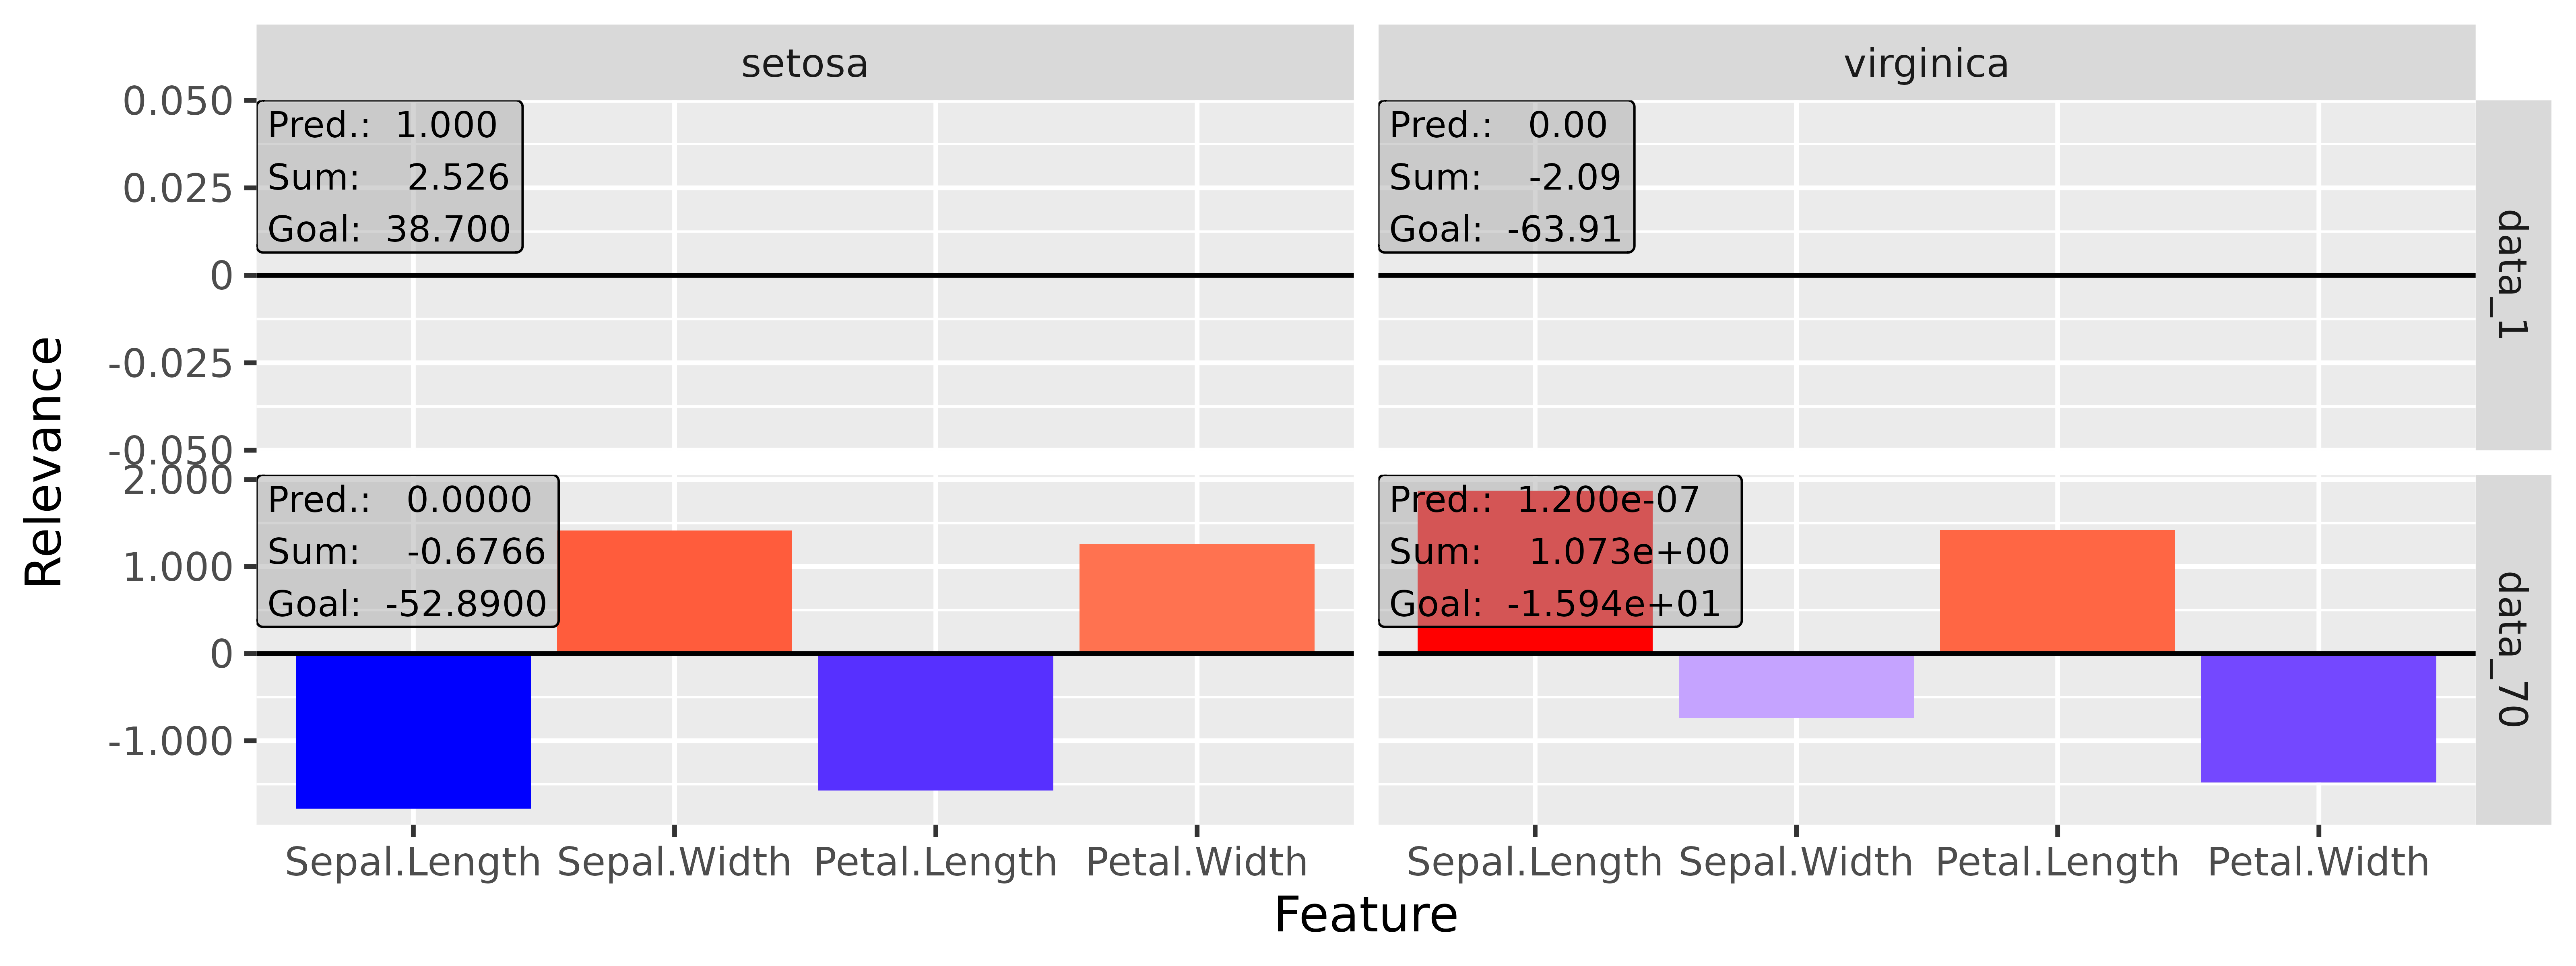 setosa
virginica
0.050
0.025
0
-0.025
-0.050
Pred.: 1.000
Sum: 2.526
Goal: 38.700
Pred.: 0.00
Sum: -2.09
Goal: -63.91
data_1
2.000
1.000
0
-1.000
Pred.: 0.0000
Sum: -0.6766
Goal: -52.8900
Pred.: 1.200e-07
Sum: 1.073e+00
Goal: -1.594e+01
data_70
Relevance
Sepal.Length Sepal.Width Petal.Length Petal.Width
Sepal.Length Sepal.Width Petal.Length Petal.Width
Feature